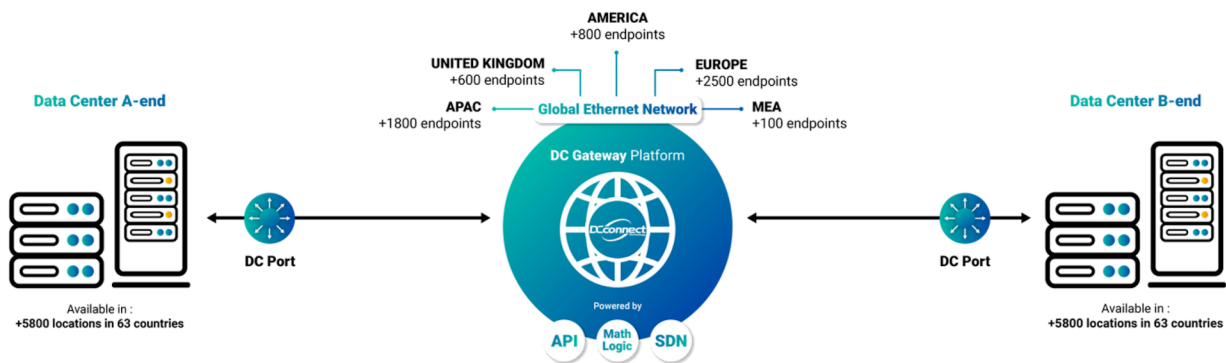 AMERICA
+800 endpoints
UNITED KINGDOM
+600 endpoints
EUROPE
+2500 endpoints
APAC
+1800 endpoints
Global Ethernet Network
MEA
+100 endpoints
Data Center A-end
Data Center B-end
DC Gateway Platform
DCconnect
DC Port
DC Port
Available in :
+5800 locations in 63 countries
Powered by
API
Math
Logic
SDN
Available in :
+5800 locations in 63 countries